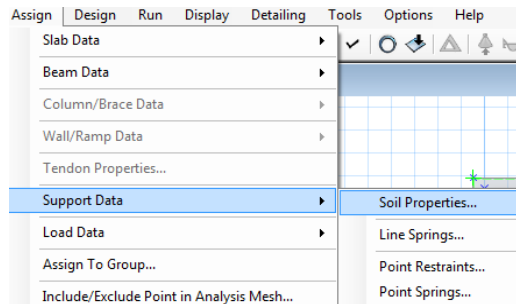 Assign Design Run Display Detailing Tools Options Help
Slab Data
Beam Data
Column/Brace Data
Wall/Ramp Data
Tendon Properties...
Support Data
Load Data
Assign To Group...
Include/Exclude Point in Analysis Mesh...
Soil Properties...
Line Springs...
Point Restraints...
Point Springs...